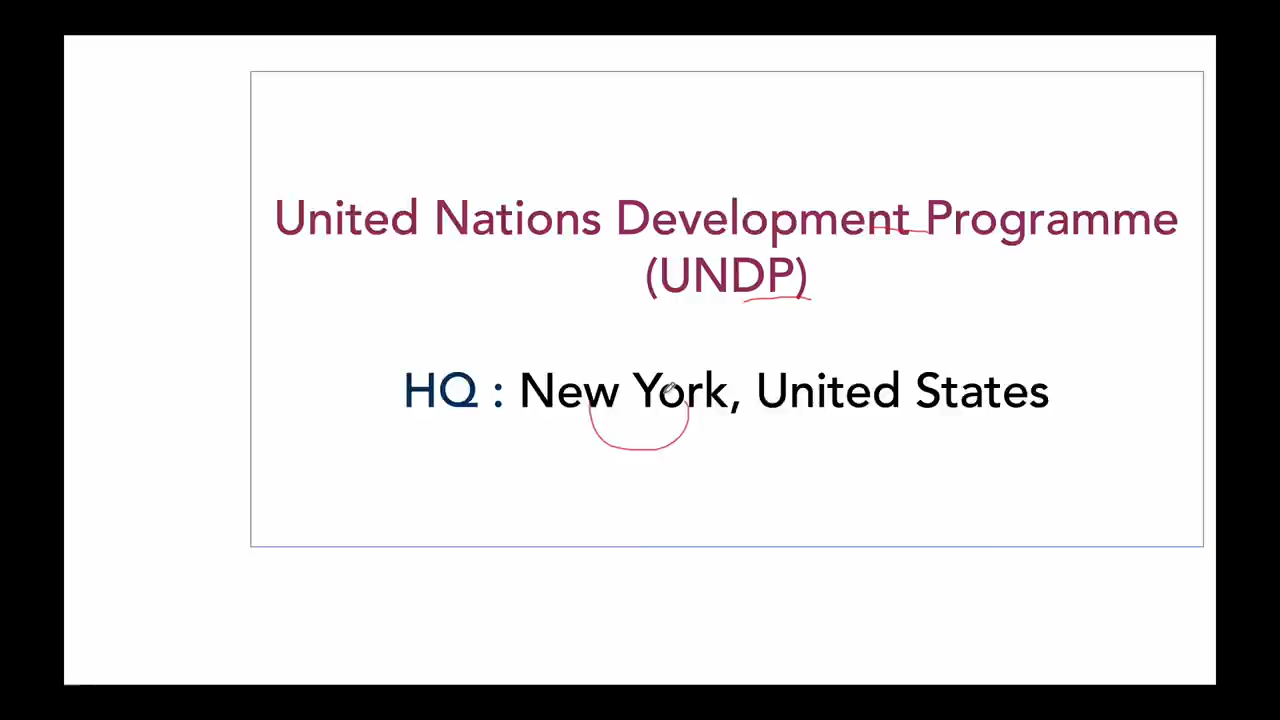 United Nations Development Programme
(UNDP)
HQ : New York, United States